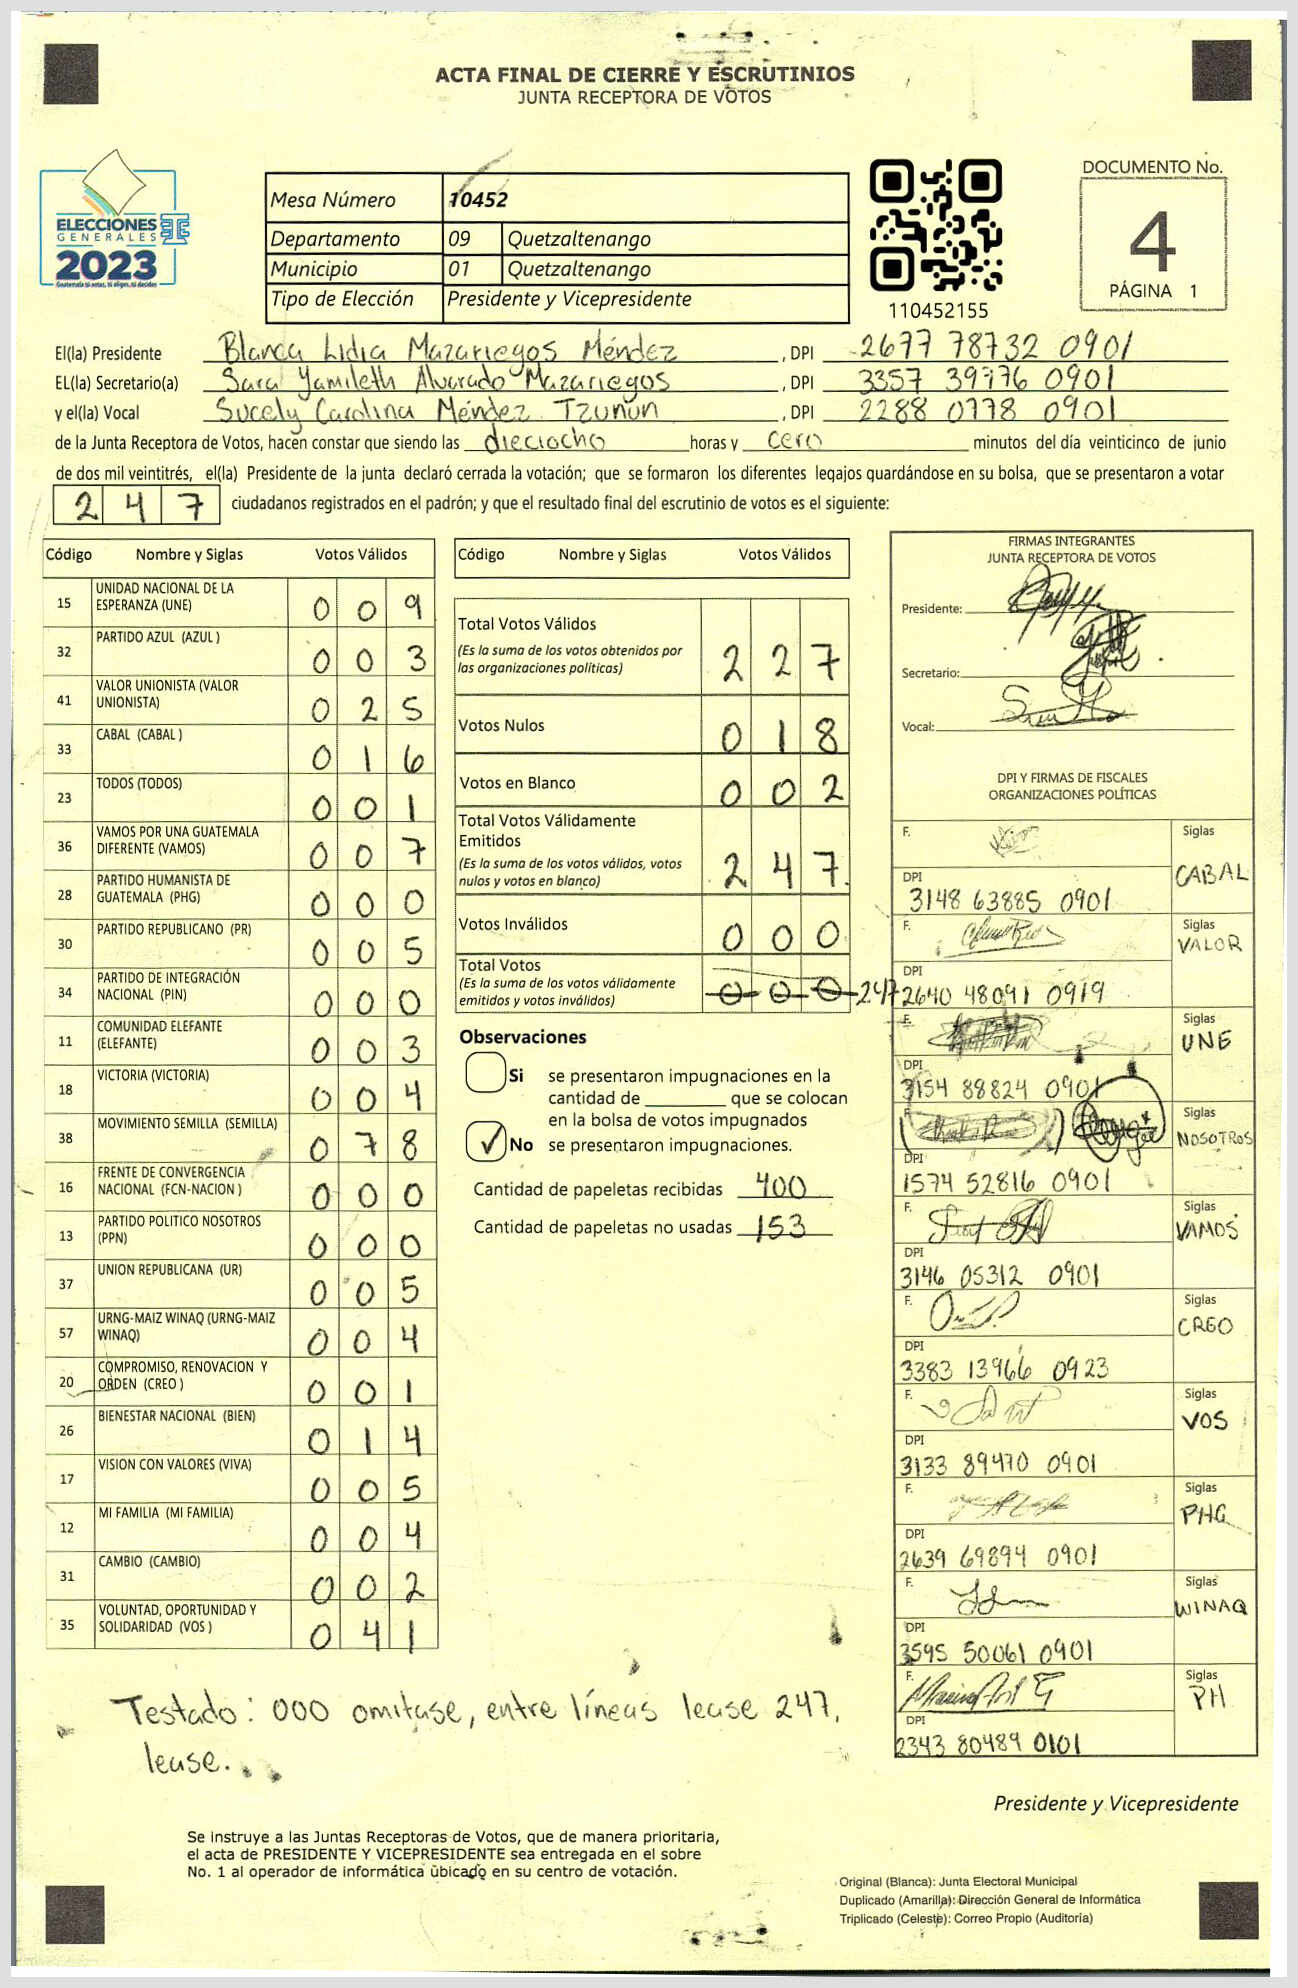 ACTA FINAL DE CIERRE Y ESCRUTINIOS
JUNTA RECEPTORA DE VOTOS
ELECCIONES
GENERALES
2023
Guatemala tú votas, tú eliges, tú decides
Mesa Número 10452
Departamento 09 Quetzaltenango
Municipio 01 Quetzaltenango
Tipo de Elección Presidente y Vicepresidente
110452155
DOCUMENTO No.
4
PÁGINA 1
El(la) Presidente Blanca Lidia Mazariegos Méndez , DPI 2677 78732 0901
EL(la) Secretario(a) Sara Yamileth Alvarado Mazariegos , DPI 3357 39776 0901
y el(la) Vocal Sucely Carolina Méndez Tzunun , DPI 2288 0778 0901
de la Junta Receptora de Votos, hacen constar que siendo las dieciocho horas y cero minutos del día veinticinco de junio
de dos mil veintitrés, el(la) Presidente de la junta declaró cerrada la votación; que se formaron los diferentes legajos guardándose en su bolsa, que se presentaron a votar
247 ciudadanos registrados en el padrón; y que el resultado final del escrutinio de votos es el siguiente:
Código Nombre y Siglas Votos Válidos
15 UNIDAD NACIONAL DE LA ESPERANZA (UNE) 0 0 9
32 PARTIDO AZUL (AZUL ) 0 0 3
41 VALOR UNIONISTA (VALOR UNIONISTA) 0 2 5
33 CABAL (CABAL ) 0 1 6
23 TODOS (TODOS) 0 0 1
36 VAMOS POR UNA GUATEMALA DIFERENTE (VAMOS) 0 0 7
28 PARTIDO HUMANISTA DE GUATEMALA (PHG) 0 0 0
30 PARTIDO REPUBLICANO (PR) 0 0 5
34 PARTIDO DE INTEGRACIÓN NACIONAL (PIN) 0 0 0
11 COMUNIDAD ELEFANTE (ELEFANTE) 0 0 3
18 VICTORIA (VICTORIA) 0 0 4
38 MOVIMIENTO SEMILLA (SEMILLA) 0 7 8
16 FRENTE DE CONVERGENCIA NACIONAL (FCN-NACION ) 0 0 0
13 PARTIDO POLITICO NOSOTROS (PPN) 0 0 0
37 UNION REPUBLICANA (UR) 0 0 5
57 URNG-MAIZ WINAQ (URNG-MAIZ WINAQ) 0 0 4
20 COMPROMISO, RENOVACION Y ORDEN (CREO ) 0 0 1
26 BIENESTAR NACIONAL (BIEN) 0 1 4
17 VISION CON VALORES (VIVA) 0 0 5
12 MI FAMILIA (MI FAMILIA) 0 0 4
31 CAMBIO (CAMBIO) 0 0 2
35 VOLUNTAD, OPORTUNIDAD Y SOLIDARIDAD (VOS ) 0 4 1
Código Nombre y Siglas Votos Válidos
Total Votos Válidos 2 2 7
(Es la suma de los votos obtenidos por
las organizaciones políticas)
Votos Nulos 0 1 8
Votos en Blanco 0 0 2
Total Votos Válidamente
Emitidos 2 4 7
(Es la suma de los votos válidos, votos
nulos y votos en blanco)
Votos Inválidos 0 0 0
Total Votos
(Es la suma de los votos válidamente
emitidos y votos inválidos) 0 0 0 247
Observaciones
Si se presentaron impugnaciones en la
cantidad de ________ que se colocan
en la bolsa de votos impugnados
✓ No se presentaron impugnaciones.
Cantidad de papeletas recibidas 400
Cantidad de papeletas no usadas 153
FIRMAS INTEGRANTES
JUNTA RECEPTORA DE VOTOS
Presidente:
Secretario:
Vocal:
DPI Y FIRMAS DE FISCALES
ORGANIZACIONES POLÍTICAS
F. Siglas CABAL
DPI 3148 63885 0901
F. Siglas VALOR
DPI 2640 48091 0919
F. Siglas UNE
DPI 3154 88824 0901
F. Siglas NOSOTROS
DPI 1574 52816 0901
F. Siglas VAMOS
DPI 3146 05312 0901
F. Siglas CREO
DPI 3383 13966 0923
F. Siglas VOS
DPI 3133 89470 0901
F. Siglas PHG
DPI 2639 69894 0901
F. Siglas WINAQ
DPI 3595 50061 0901
F. Siglas PH
DPI 2343 80489 0101
Testado: 000 omitase, entre líneas lease 247,
lease.
Presidente y Vicepresidente
Se instruye a las Juntas Receptoras de Votos, que de manera prioritaria,
el acta de PRESIDENTE Y VICEPRESIDENTE sea entregada en el sobre
No. 1 al operador de informática ubicado en su centro de votación.
Original (Blanca): Junta Electoral Municipal
Duplicado (Amarilla): Dirección General de Informática
Triplicado (Celeste): Correo Propio (Auditoría)